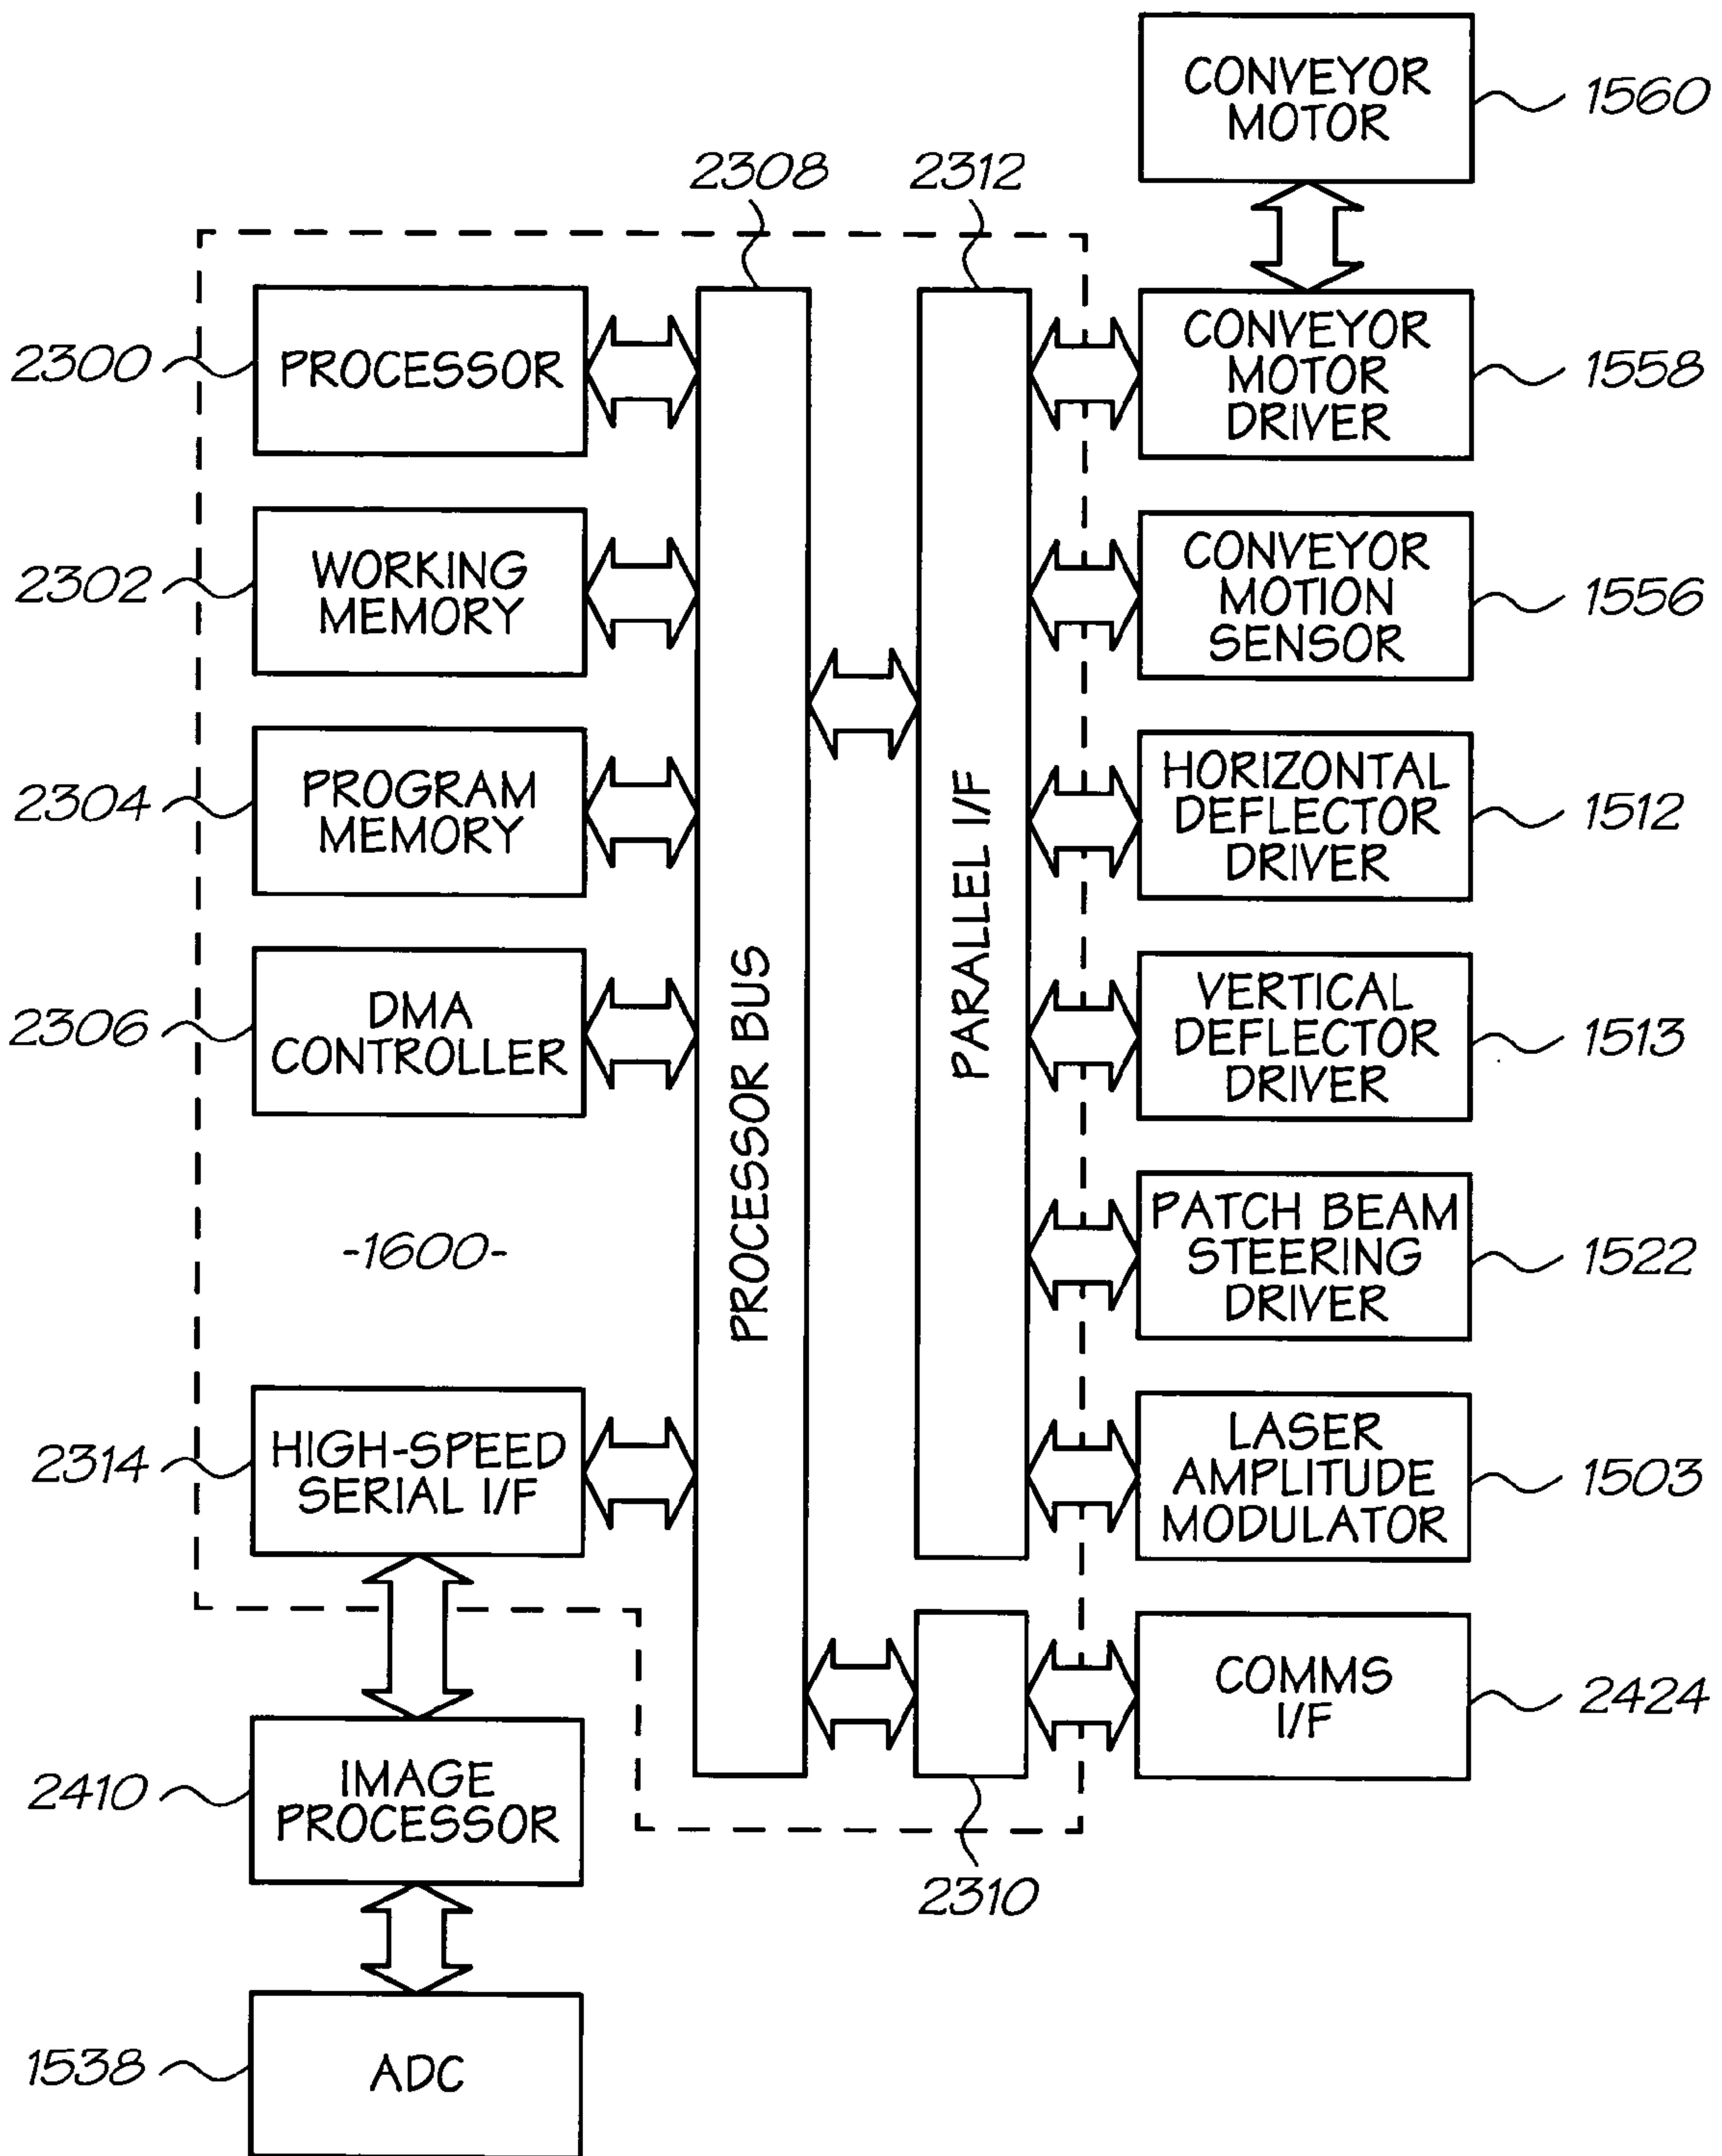 CONVEYOR
MOTOR
1560
2308
2312
2300
PROCESSOR
CONVEYOR
MOTOR
DRIVER
1558
2302
WORKING
MEMORY
CONVEYOR
MOTION
SENSOR
1556
2304
PROGRAM
MEMORY
HORIZONTAL
DEFLECTOR
DRIVER
1512
PROCESSOR BUS
PARALLEL I/F
2306
DMA
CONTROLLER
VERTICAL
DEFLECTOR
DRIVER
1513
-1600-
PATCH BEAM
STEERING
DRIVER
1522
2314
HIGH-SPEED
SERIAL I/F
LASER
AMPLITUDE
MODULATOR
1503
COMMS
I/F
2424
2410
IMAGE
PROCESSOR
2310
1538
ADC